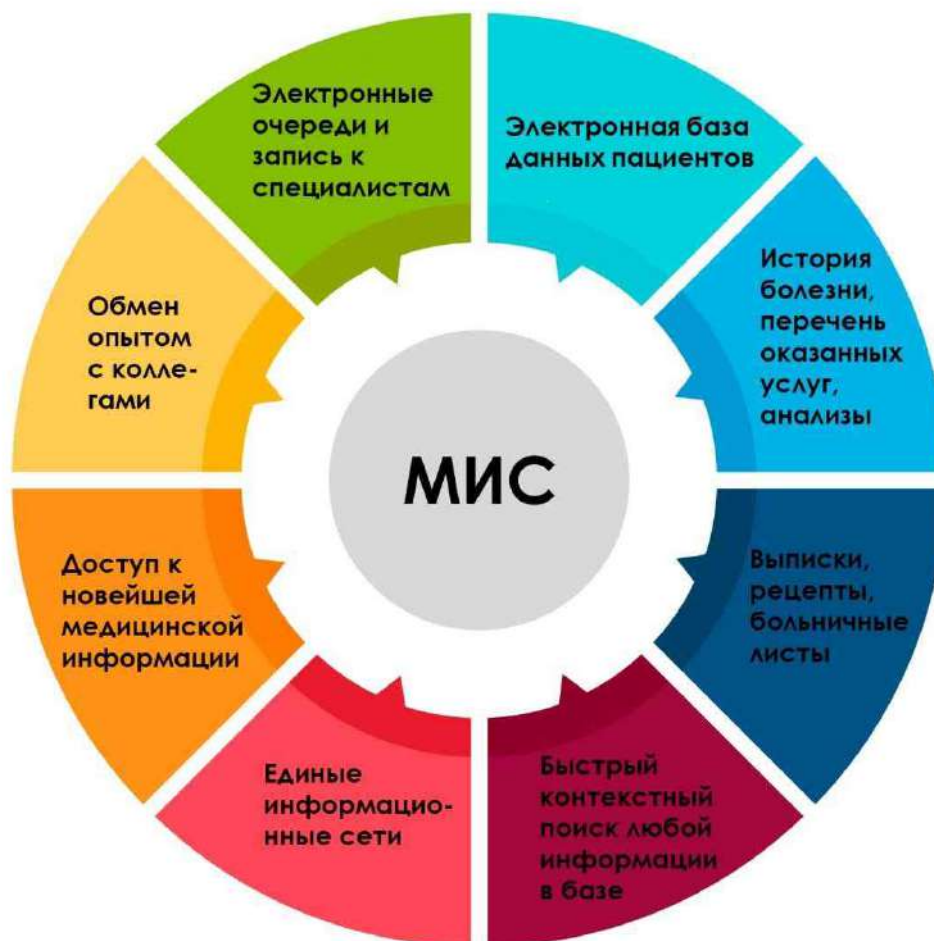 Электронные
очереди и
запись к
специалистам
Электронная база
данных пациентов
История
болезни,
перечень
оказанных
услуг,
анализы
Выписки,
рецепты,
больничные
листы
Быстрый
контекстный
поиск любой
информации
в базе
Единые
информацио-
нные сети
Доступ к
новейшей
медицинской
информации
Обмен
опытом
с колле-
гами
МИС